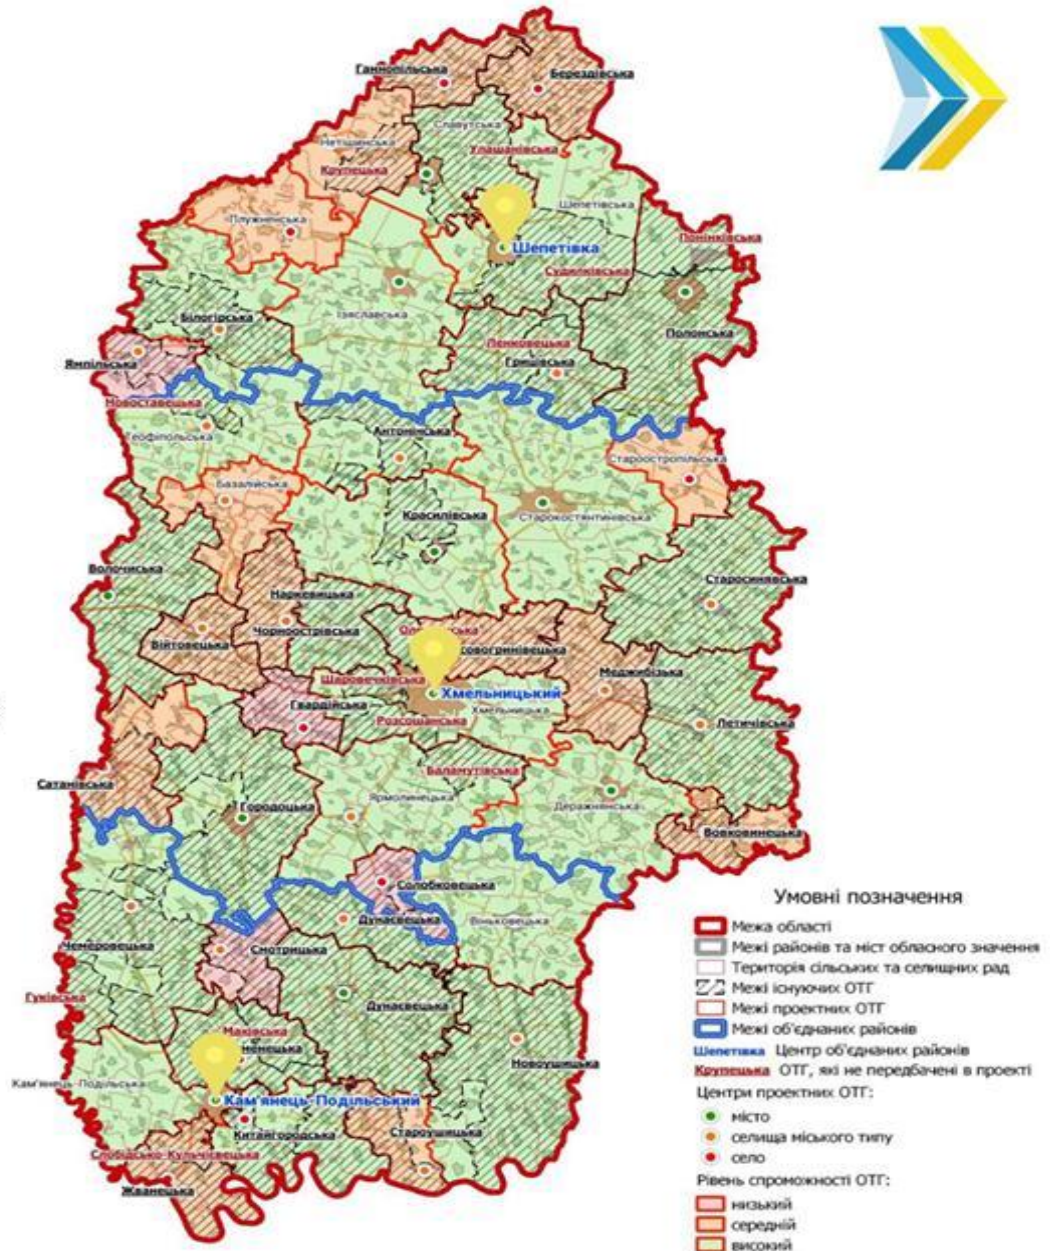 Ганнопільська
Берездівська
Славутська
Нетішинська
Улашанівська
Крупецька
Шепетівська
Плужненська
Понінківська
Шепетівка
Судилківська
Білогірська
Ізяславська
Полонська
Ленковецька
Грицівська
Ямпільська
Новоставецька
Теофіпольська
Антонінська
Староостропільська
Базалійська
Красилівська
Старокостянтинівська
Волочиська
Старосинявська
Наркевицька
Чорноострівська
Війтовецька
Меджибізька
Шаровечківська
Хмельницький
Гвардійська
Хмельницька
Розсошанська
Летичівська
Баламутівська
Сатанівська
Ярмолинецька
Городоцька
Деражнянська
Вовковинецька
Солобковецька
Дунаєвецька
Віньковецька
Чемеровецька
Смотрицька
Гуківська
Дунаєвецька
Маківська
Новоушицька
Кам'янець-Подільська
Кам'янець-Подільський
Китайгородська
Староушицька
Слобідсько-Кульчієвецька
Жванецька
Умовні позначення
Межа області
Межі районів та міст обласного значення
Територія сільських та селищних рад
Межі існуючих ОТГ
Межі проектних ОТГ
Межі об'єднаних районів
Шепетівка Центр об'єднаних районів
Крупецька ОТГ, які не передбачені в проекті
Центри проектних ОТГ:
місто
селища міського типу
село
Рівень спроможності ОТГ:
низький
середній
високий